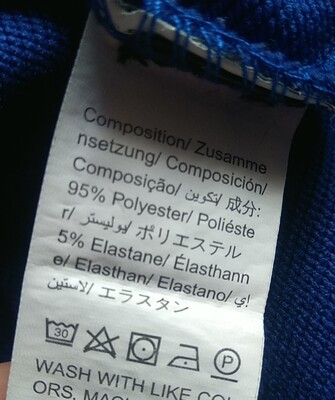 Composition/ Zusamme
nsetzung/ Composición/
Composição/ تكوين/ 成分:
95% Polyester/ Polieste
r/ بوليستر/ ポリエステル
5% Elastane/ Élasthann
e/ Elasthan/ Elastano/ إي
لاستين/ エラスタン
30 P
WASH WITH LIKE COL
ORS, MAC